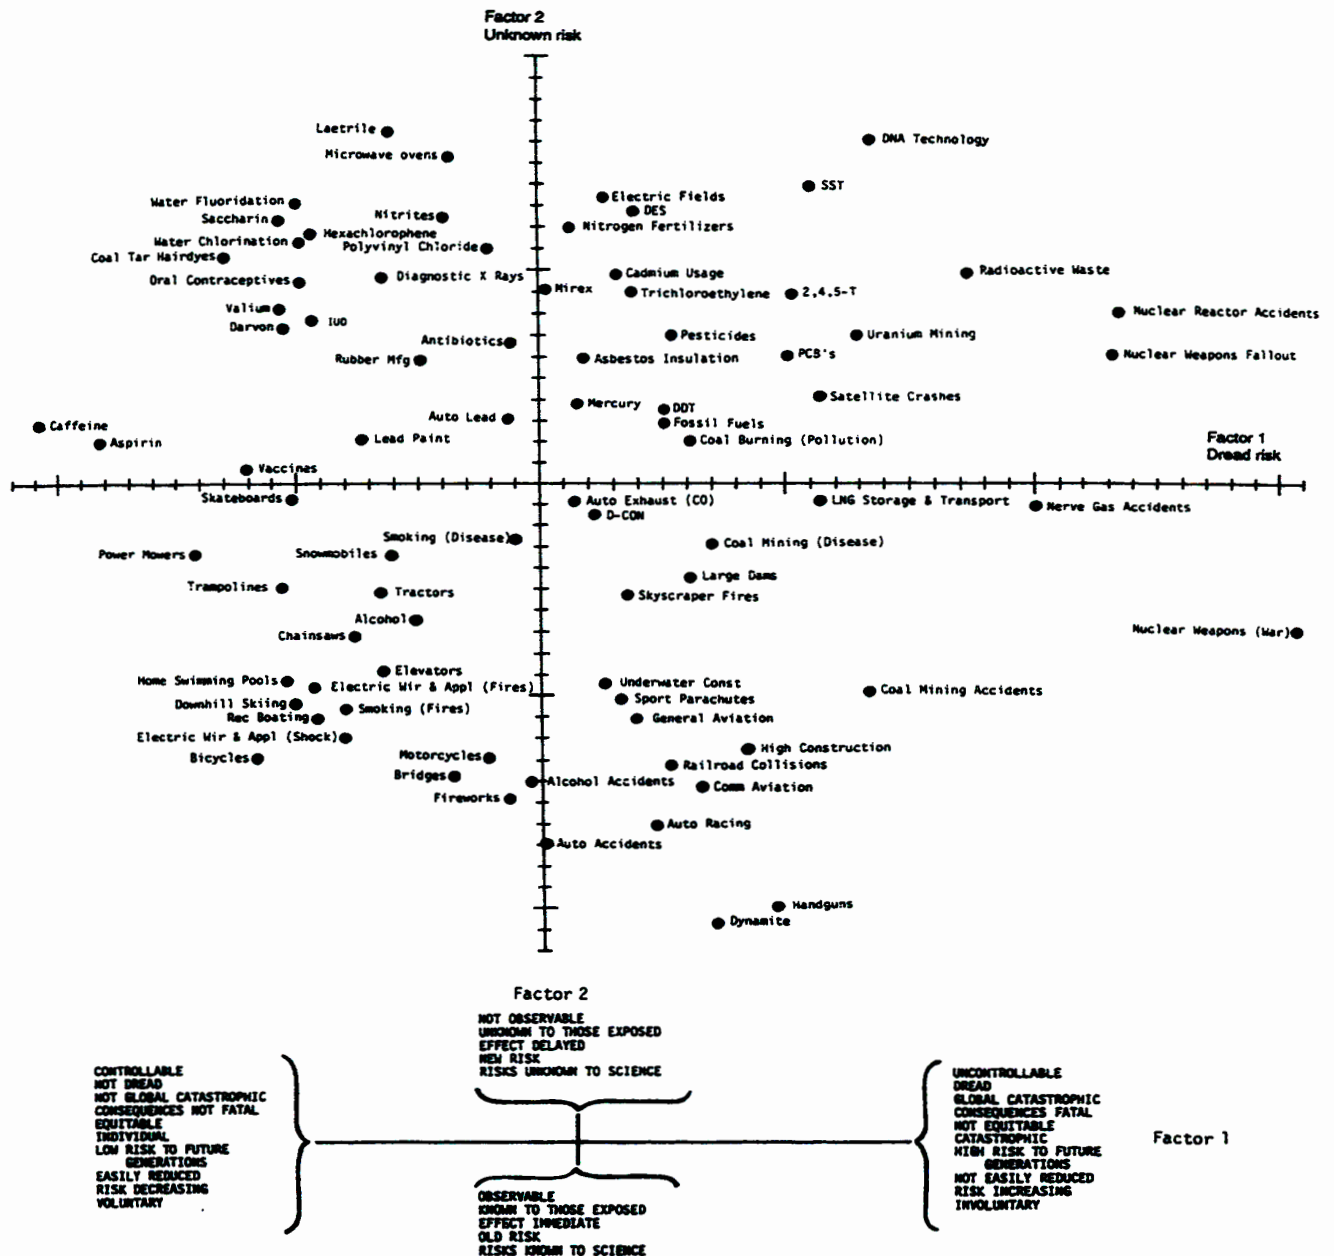 Factor 2
Unknown risk
Laetrile
DNA Technology
Microwave ovens
SST
Water Fluoridation
Electric Fields
Saccharin
Nitrites
DES
Nitrogen Fertilizers
Hexachlorophene
Water Chlorination
Polyvinyl Chloride
Coal Tar Hairdyes
Oral Contraceptives
Diagnostic X Rays
Cadmium Usage
Radioactive Waste
Mirex
Trichloroethylene
2,4,5-T
Valium
IUD
Darvon
Nuclear Reactor Accidents
Antibiotics
Pesticides
Uranium Mining
Rubber Mfg
Asbestos Insulation
PCB's
Nuclear Weapons Fallout
Satellite Crashes
Mercury
DDT
Auto Lead
Fossil Fuels
Caffeine
Aspirin
Lead Paint
Coal Burning (Pollution)
Factor 1
Dread risk
Vaccines
Skateboards
Auto Exhaust (CO)
LNG Storage & Transport
Nerve Gas Accidents
D-CON
Smoking (Disease)
Coal Mining (Disease)
Power Mowers
Snowmobiles
Large Dams
Trampolines
Tractors
Skyscraper Fires
Alcohol
Chainsaws
Nuclear Weapons (War)
Elevators
Home Swimming Pools
Electric Wir & Appl (Fires)
Underwater Const
Coal Mining Accidents
Downhill Skiing
Smoking (Fires)
Sport Parachutes
Rec Boating
General Aviation
Electric Wir & Appl (Shock)
High Construction
Bicycles
Motorcycles
Railroad Collisions
Bridges
Alcohol Accidents
Comm Aviation
Fireworks
Auto Racing
Auto Accidents
Handguns
Dynamite
Factor 2
NOT OBSERVABLE
UNKNOWN TO THOSE EXPOSED
EFFECT DELAYED
NEW RISK
RISKS UNKNOWN TO SCIENCE
CONTROLLABLE
NOT DREAD
NOT GLOBAL CATASTROPHIC
CONSEQUENCES NOT FATAL
EQUITABLE
INDIVIDUAL
LOW RISK TO FUTURE
GENERATIONS
EASILY REDUCED
RISK DECREASING
VOLUNTARY
UNCONTROLLABLE
DREAD
GLOBAL CATASTROPHIC
CONSEQUENCES FATAL
NOT EQUITABLE
CATASTROPHIC
HIGH RISK TO FUTURE
GENERATIONS
NOT EASILY REDUCED
RISK INCREASING
INVOLUNTARY
Factor 1
OBSERVABLE
KNOWN TO THOSE EXPOSED
EFFECT IMMEDIATE
OLD RISK
RISKS KNOWN TO SCIENCE